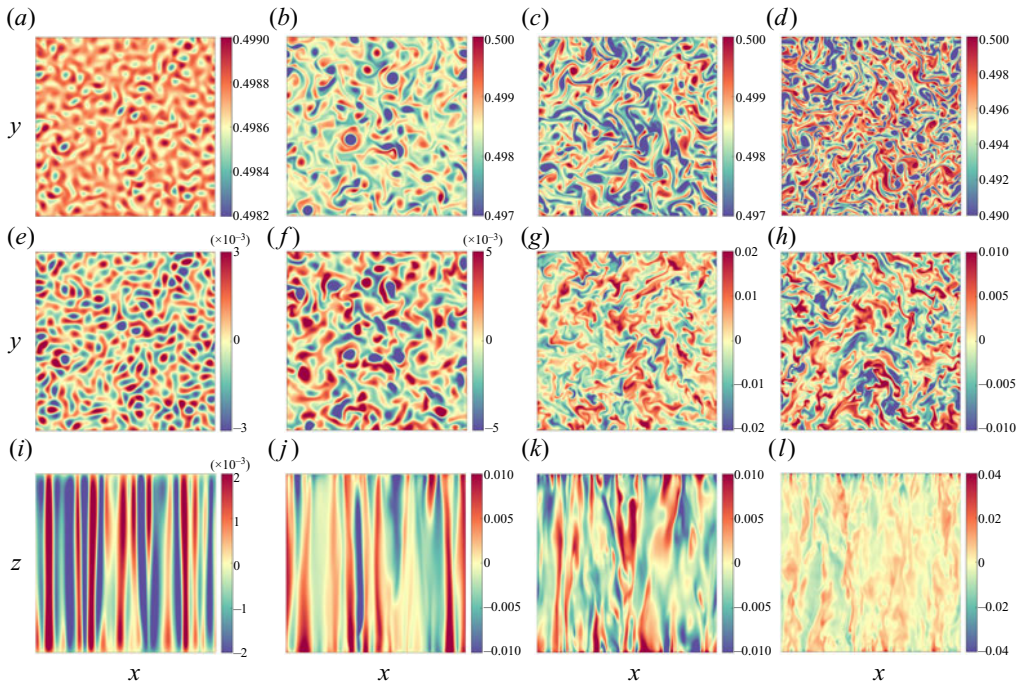 (a) (b) (c) (d)
0.4990 0.500 0.500 0.500
0.4988 0.499 0.499 0.498
y 0.4986 0.496
0.4984 0.498 0.498 0.494
0.492
0.4982 0.497 0.497 0.490
(×10⁻³) (×10⁻³)
(e) (f) (g) (h)
3 5 0.02 0.010
0.01 0.005
y 0 0 0 0
–0.01 –0.005
–3 –5 –0.02 –0.010
(×10⁻³)
(i) (j) (k) (l)
2 0.010 0.010 0.04
1 0.005 0.005 0.02
z 0 0 0 0
–1 –0.005 –0.005 –0.02
–2 –0.010 –0.010 –0.04
x x x x